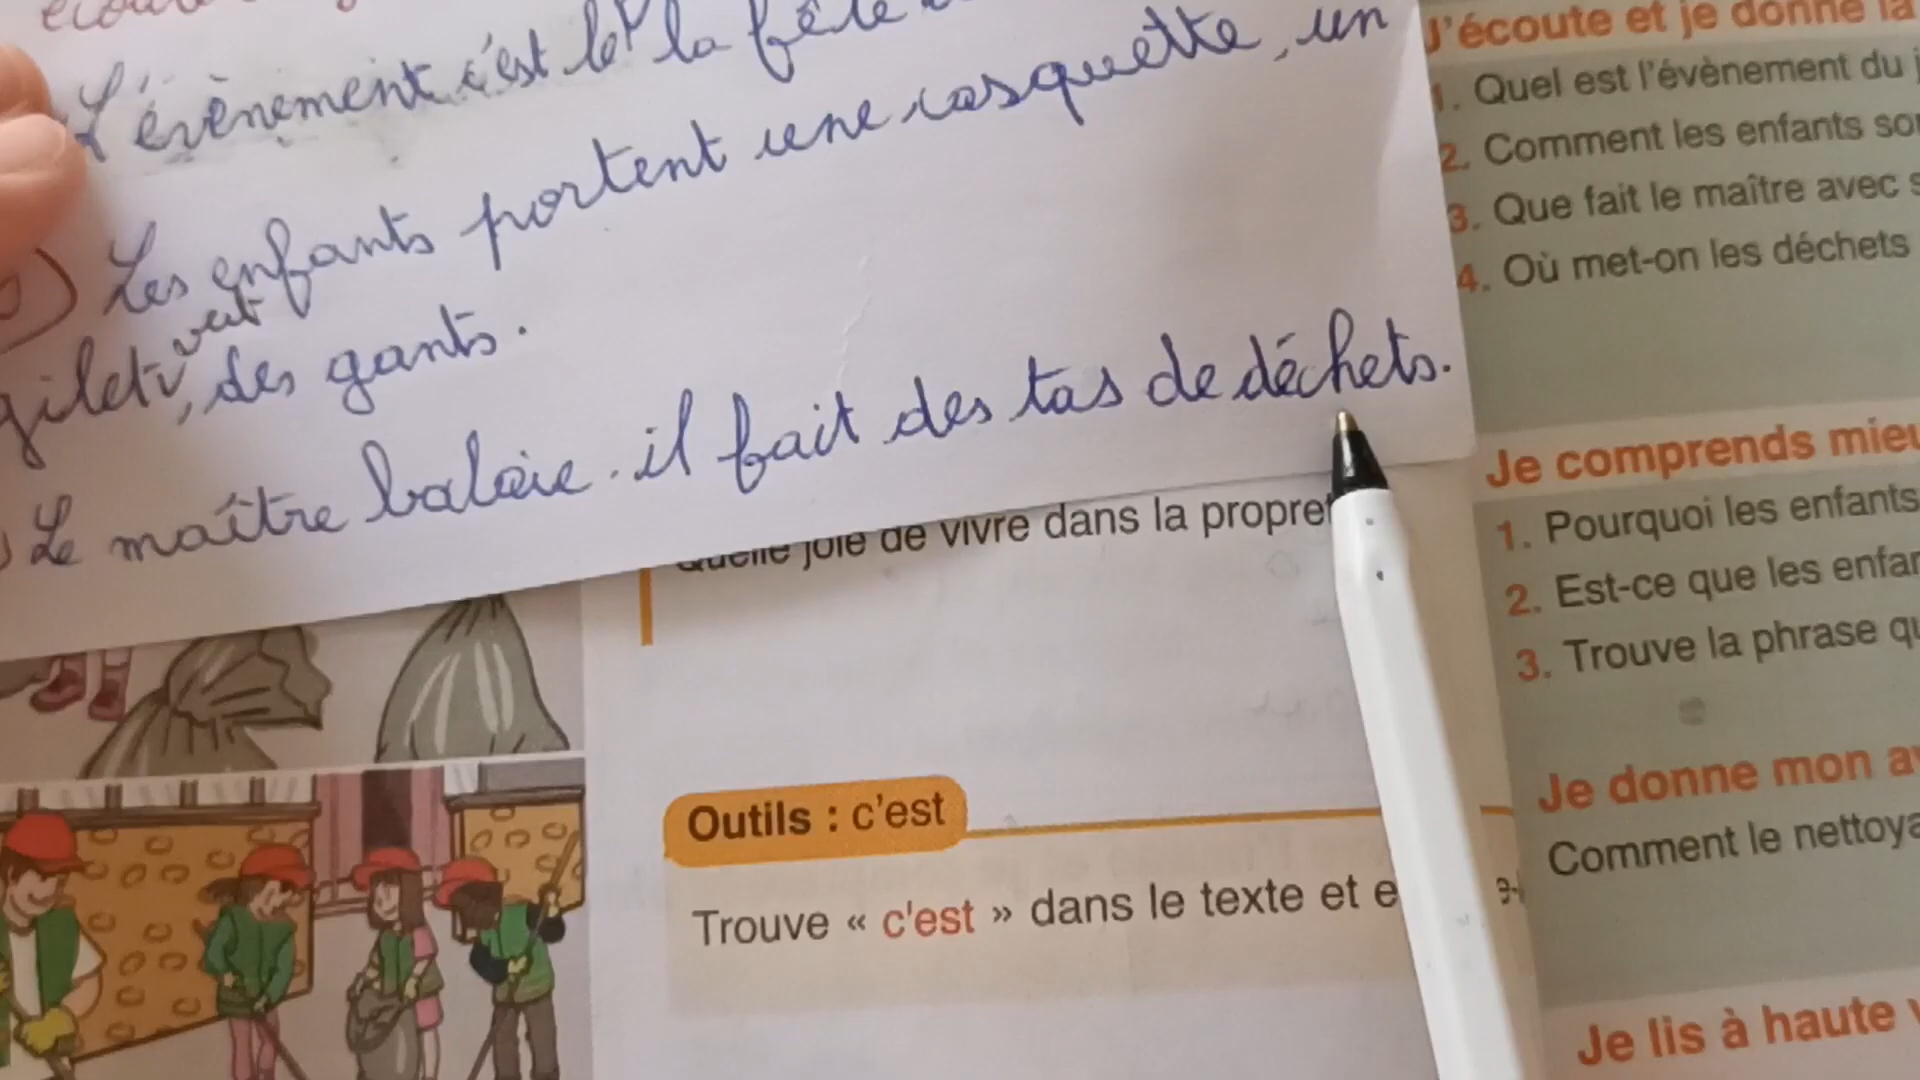 L'évènement c'est le la fête
Les enfants portent une casquette, un
gilet vert, des gants.
Le maître balaie. il fait des tas de déchets.
Quelle joie de vivre dans la propre
Outils : c'est
Trouve « c'est » dans le texte et
J'écoute et je donne la
1. Quel est l'évènement du
2. Comment les enfants
3. Que fait le maître avec
4. Où met-on les déchets
Je comprends
1. Pourquoi les enfants
2. Est-ce que les
3. Trouve la phrase
Je donne mon
Comment le
Je lis à haute